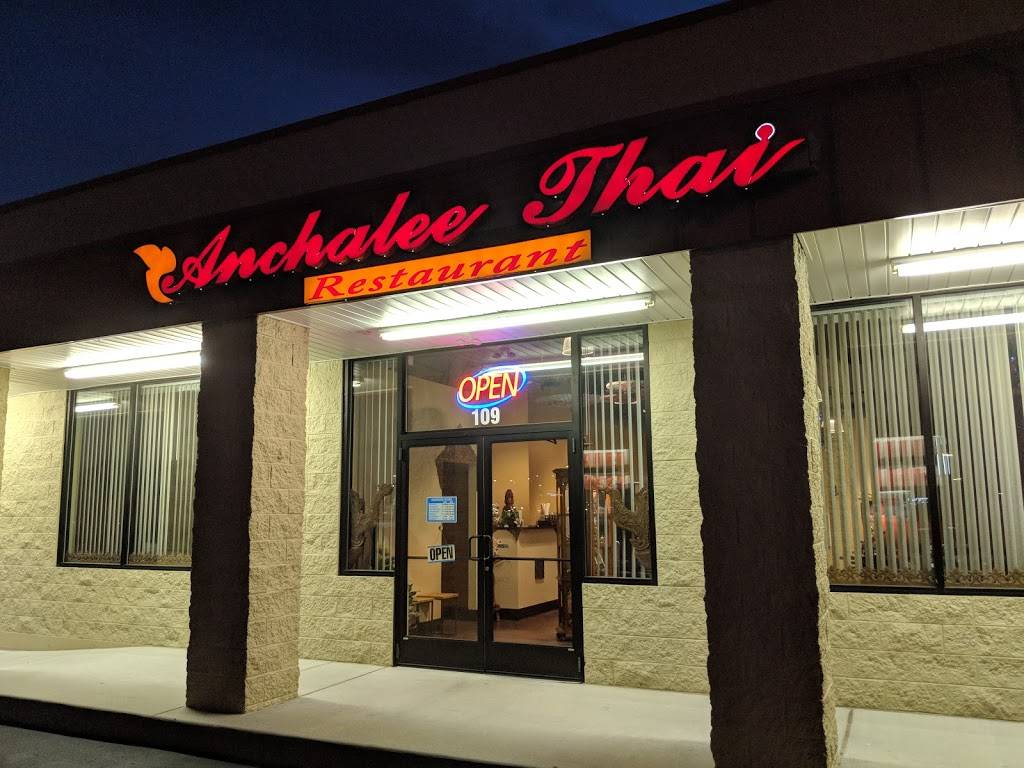 Anchalee Thai
Restaurant
OPEN
109
OPEN